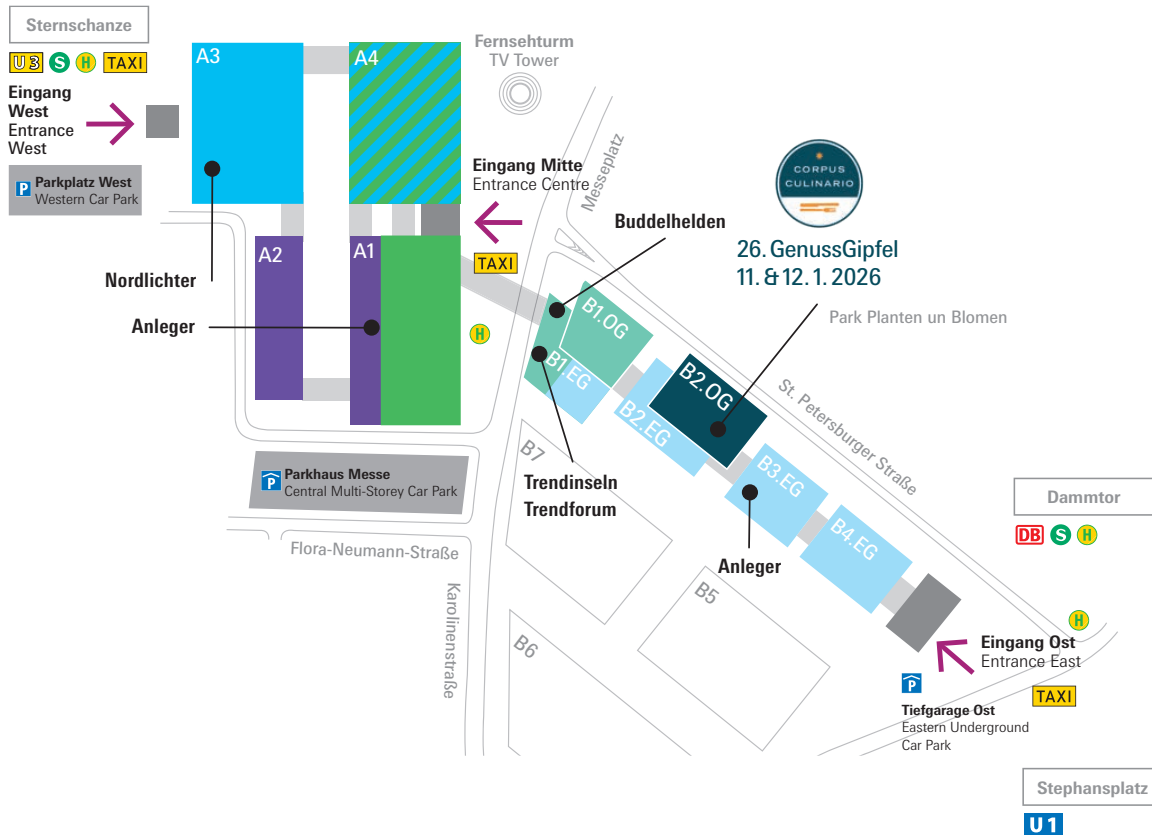 Sternschanze
U3 S H TAXI
Eingang
West
Entrance
West
P Parkplatz West
Western Car Park
A3
A4
Fernsehturm
TV Tower
Eingang Mitte
Entrance Centre
TAXI
Messeplatz
CORPUS
CULINARIO
26. GenussGipfel
11. & 12. 1. 2026
Buddelhelden
Park Planten un Blomen
A2
A1
Nordlichter
Anleger
H
B1.OG
B1.EG
B2.OG
B2.EG
B3.EG
B4.EG
St. Petersburger Straße
B7
Trendinseln
Trendforum
Anleger
P Parkhaus Messe
Central Multi-Storey Car Park
Flora-Neumann-Straße
Karolinenstraße
B5
B6
Dammtor
DB S H
H
Eingang Ost
Entrance East
TAXI
P
Tiefgarage Ost
Eastern Underground
Car Park
Stephansplatz
U1